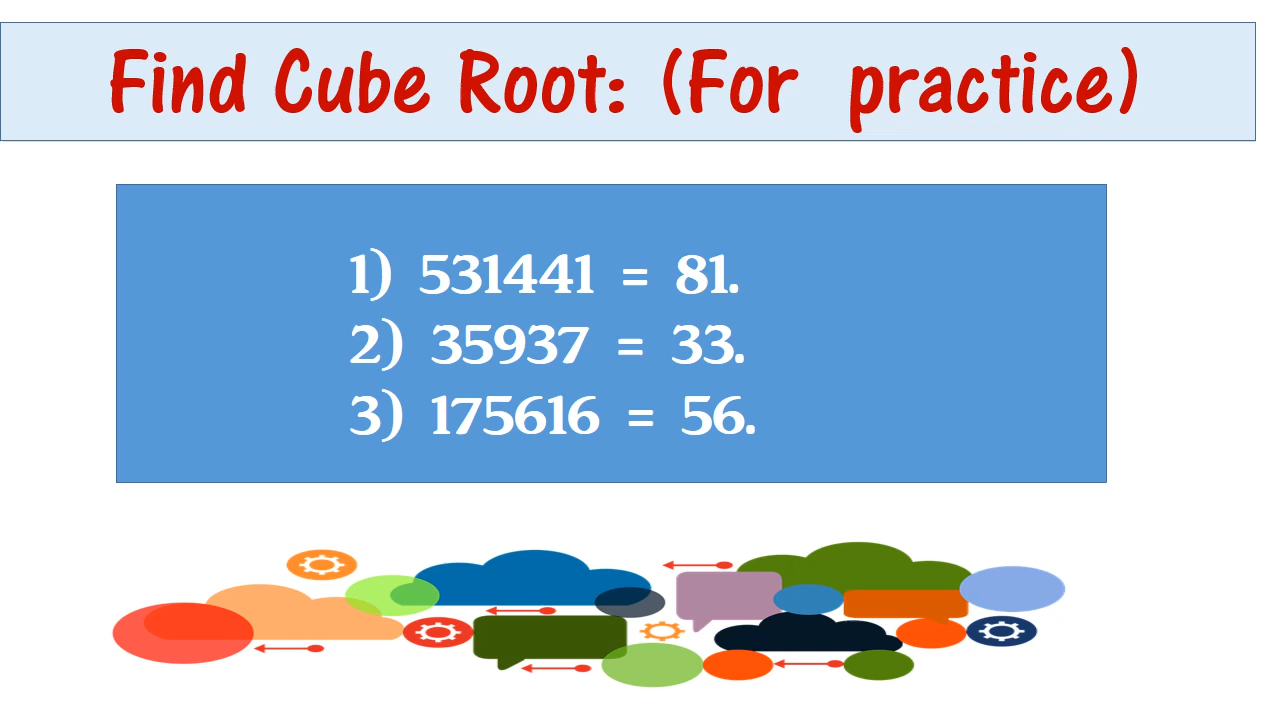 Find Cube Root: (For practice)
1) 531441 = 81.
2) 35937 = 33.
3) 175616 = 56.